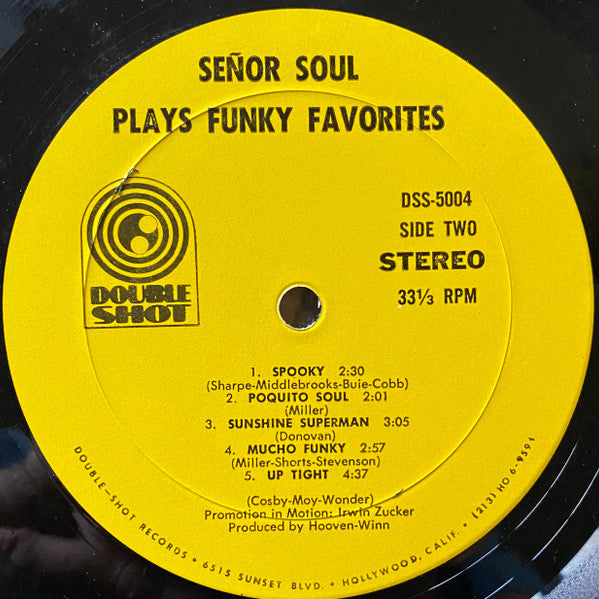 SEÑOR SOUL
PLAYS FUNKY FAVORITES
DOUBLE
SHOT
DSS-5004
SIDE TWO
STEREO
33⅓ RPM
1. SPOOKY 2:30
(Sharpe-Middlebrooks-Buie-Cobb)
2. POQUITO SOUL 2:01
(Miller)
3. SUNSHINE SUPERMAN 3:05
(Donovan)
4. MUCHO FUNKY 2:57
(Miller-Shorts-Stevenson)
5. UP TIGHT 4:37
(Cosby-Moy-Wonder)
Promotion in Motion: Irwin Zucker
Produced by Hooven-Winn
DOUBLE-SHOT RECORDS • 6515 SUNSET BLVD. • HOLLYWOOD, CALIF. • (213) HO 6-9591